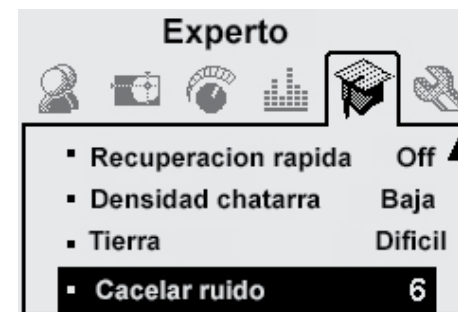 Experto
Recuperacion rapida Off
Densidad chatarra Baja
Tierra Dificil
Cacelar ruido 6